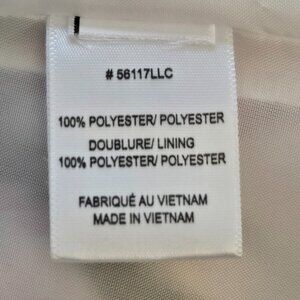 # 56117LLC
100% POLYESTER/ POLYESTER
DOUBLURE/ LINING
100% POLYESTER/ POLYESTER
FABRIQUÉ AU VIETNAM
MADE IN VIETNAM